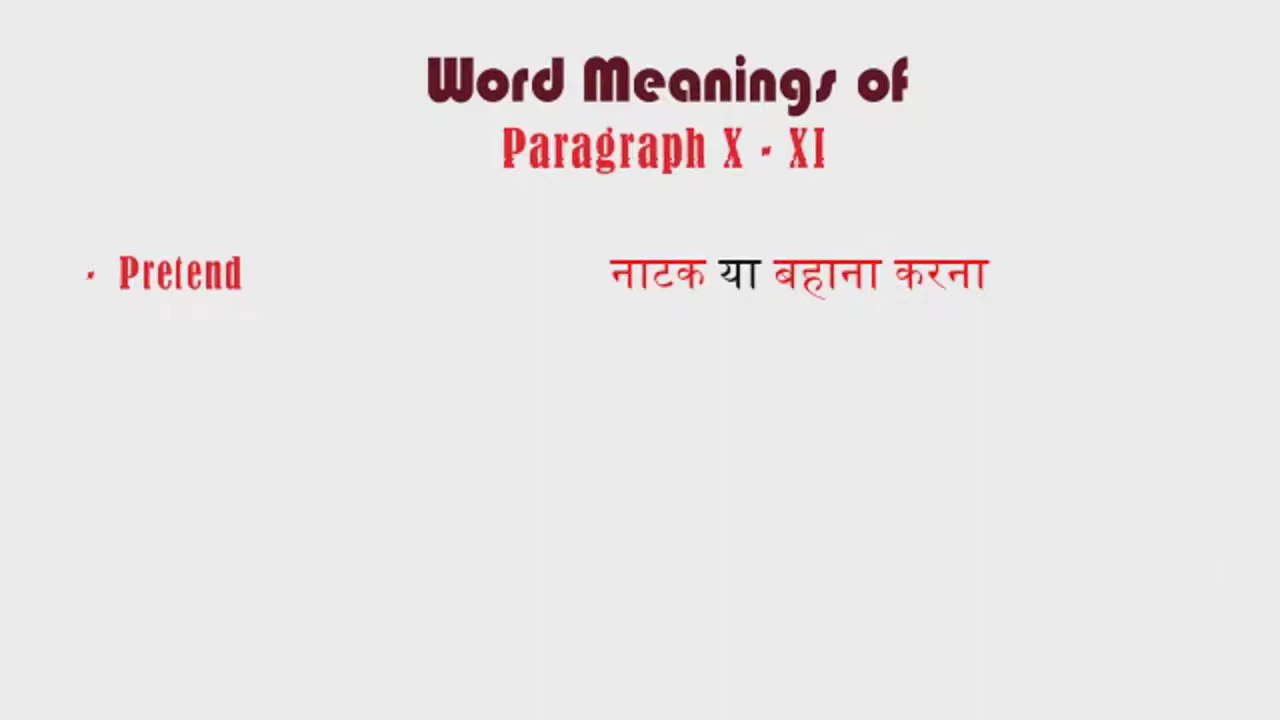 Word Meanings of
Paragraph X - XI
· Pretend नाटक या बहाना करना